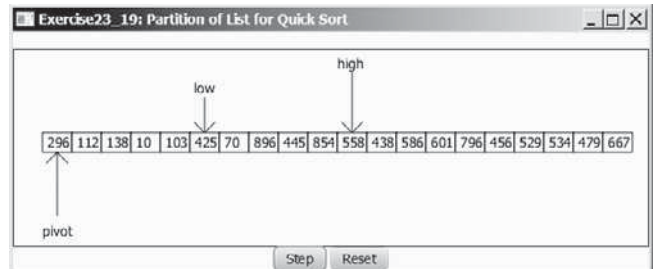 Exercise23_19: Partition of List for Quick Sort
high
low
296 112 138 10 103 425 70 896 445 854 558 438 586 601 796 456 529 534 479 667
pivot
Step Reset